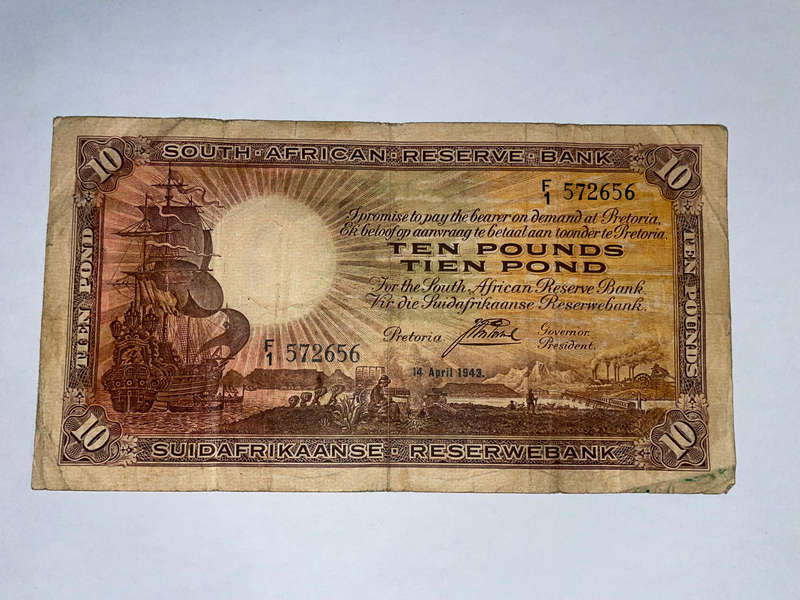 10
SOUTH·AFRICAN·RESERVE·BANK
10
F/1 572656
I promise to pay the bearer on demand at Pretoria.
Ek beloof op aanvraag te betaal aan toonder te Pretoria.
TEN POUNDS
TIEN POND
For the South African Reserve Bank
Vir die Suidafrikaanse Reserwebank.
Pretoria
Governor.
President.
F/1 572656
14 April 1943.
TIEN POND
TEN POUNDS
10
SUIDAFRIKAANSE·RESERWEBANK
10